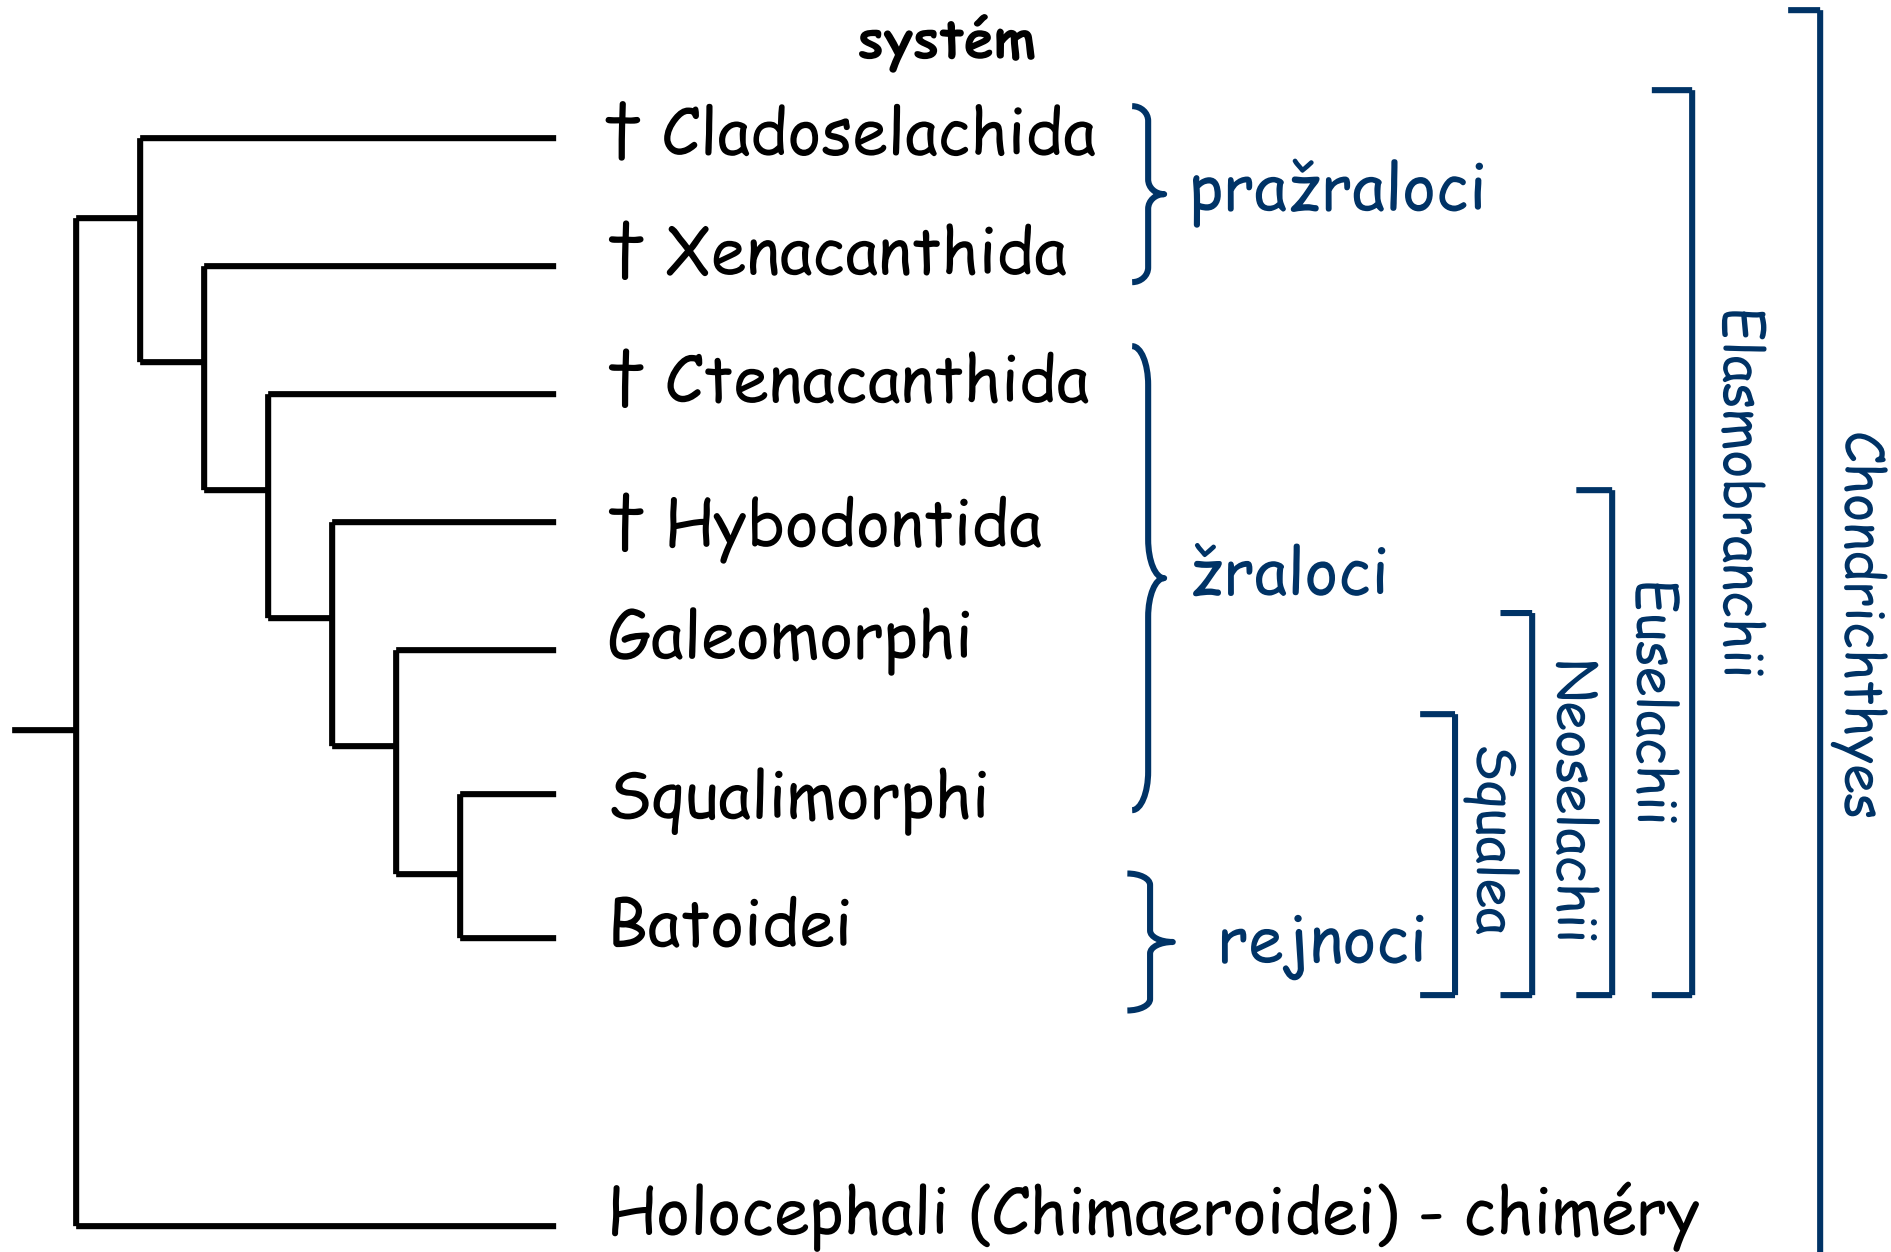 systém
† Cladoselachida
pražraloci
† Xenacanthida
† Ctenacanthida
† Hybodontida
žraloci
Galeomorphi
Squalimorphi
Batoidei
rejnoci
Squalea
Neoselachii
Euselachii
Elasmobranchii
Chondrichthyes
Holocephali (Chimaeroidei) - chiméry